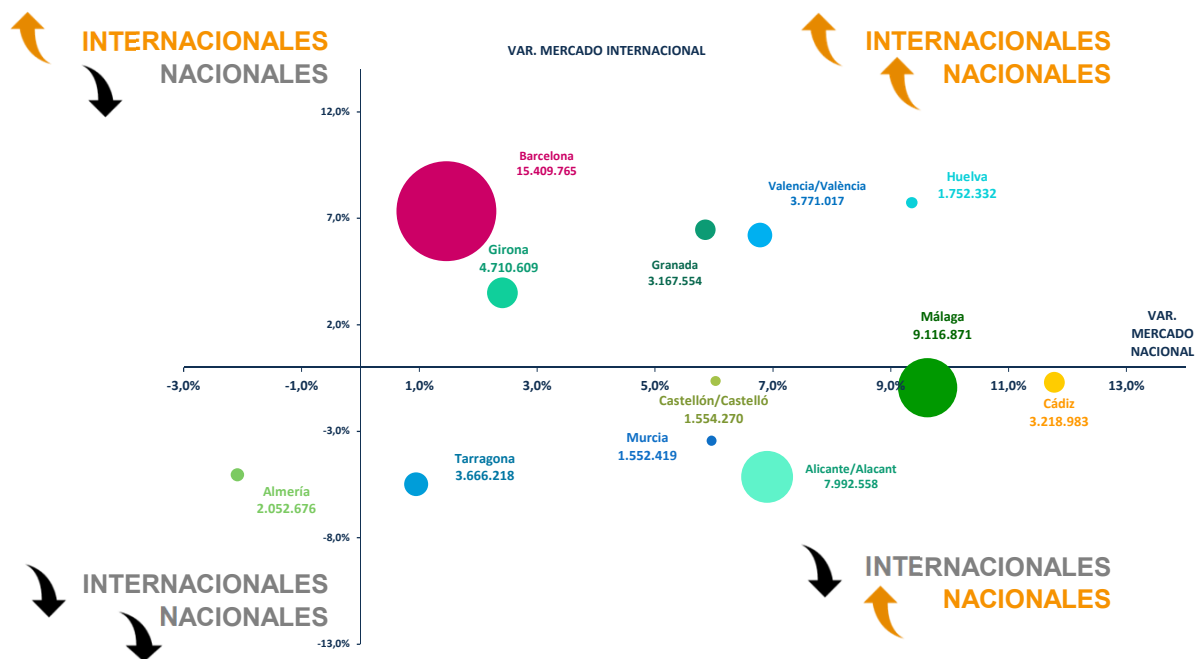 INTERNACIONALES
NACIONALES
VAR. MERCADO INTERNACIONAL
INTERNACIONALES
NACIONALES
12,0%
Barcelona
15.409.765
Valencia/València
3.771.017
Huelva
1.752.332
7,0%
Girona
4.710.609
Granada
3.167.554
2,0%
Málaga
9.116.871
VAR.
MERCADO
NACIONAL
-3,0%
-1,0%
1,0%
3,0%
5,0%
7,0%
9,0%
11,0%
13,0%
Castellón/Castelló
1.554.270
Cádiz
3.218.983
-3,0%
Murcia
1.552.419
Tarragona
3.666.218
Alicante/Alacant
7.992.558
Almería
2.052.676
-8,0%
INTERNACIONALES
NACIONALES
INTERNACIONALES
NACIONALES
-13,0%